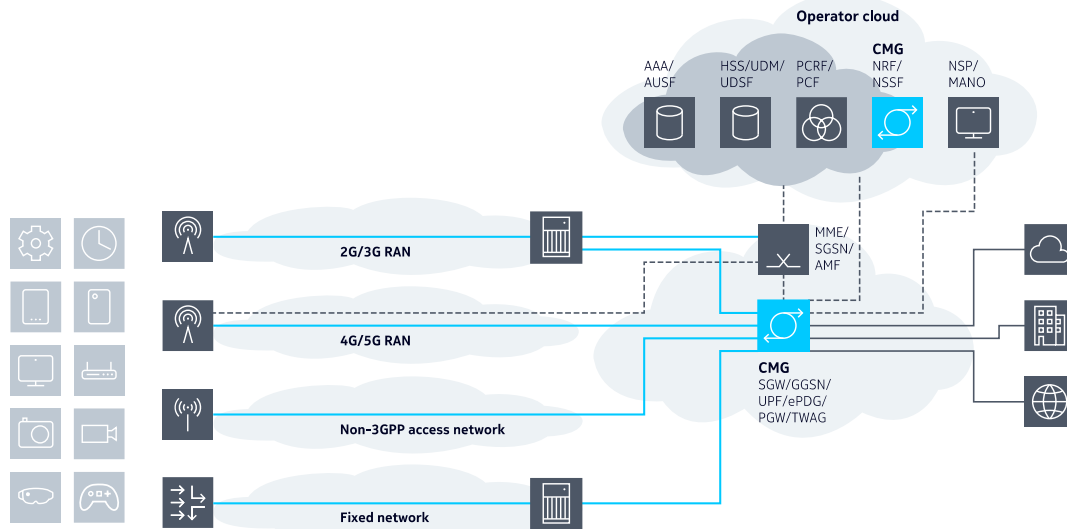 Operator cloud
AAA/
AUSF
HSS/UDM/
UDSF
PCRF/
PCF
CMG
NRF/
NSSF
NSP/
MANO
2G/3G RAN
MME/
SGSN/
AMF
4G/5G RAN
CMG
SGW/GGSN/
UPF/ePDG/
PGW/TWAG
Non-3GPP access network
Fixed network